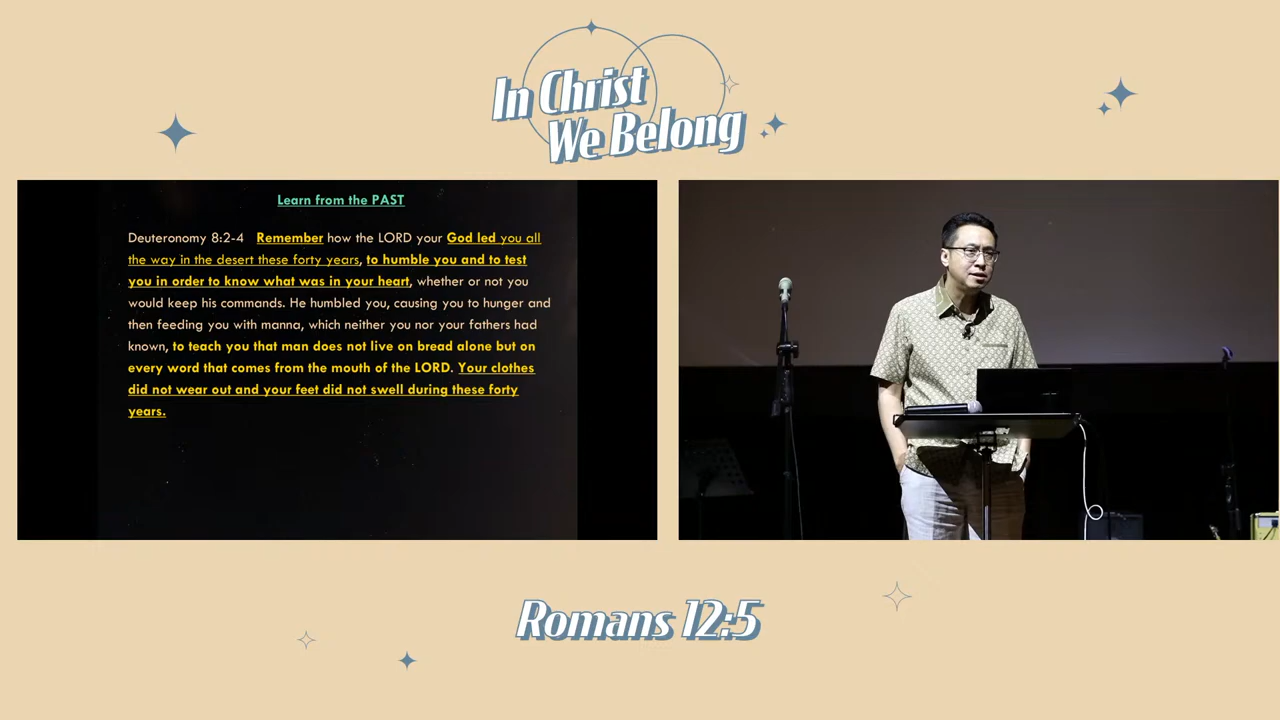 In Christ
We Belong
Learn from the PAST
Deuteronomy 8:2-4 Remember how the LORD your God led you all
the way in the desert these forty years, to humble you and to test
you in order to know what was in your heart, whether or not you
would keep his commands. He humbled you, causing you to hunger and
then feeding you with manna, which neither you nor your fathers had
known, to teach you that man does not live on bread alone but on
every word that comes from the mouth of the LORD. Your clothes
did not wear out and your feet did not swell during these forty
years.
Romans 12:5